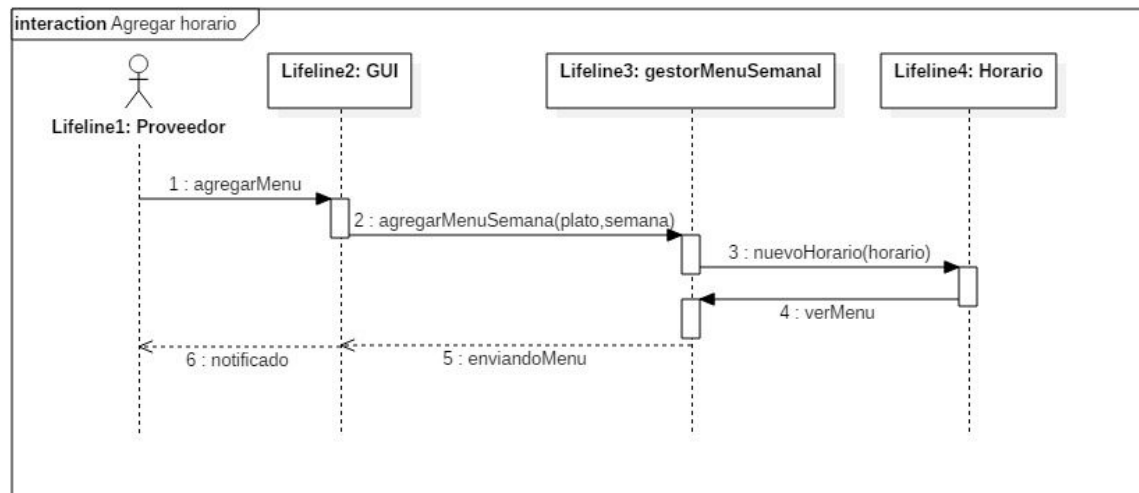 interaction Agregar horario
Lifeline2: GUI
Lifeline3: gestorMenuSemanal
Lifeline4: Horario
Lifeline1: Proveedor
1 : agregarMenu
2 : agregarMenuSemana(plato,semana)
3 : nuevoHorario(horario)
4 : verMenu
5 : enviandoMenu
6 : notificado